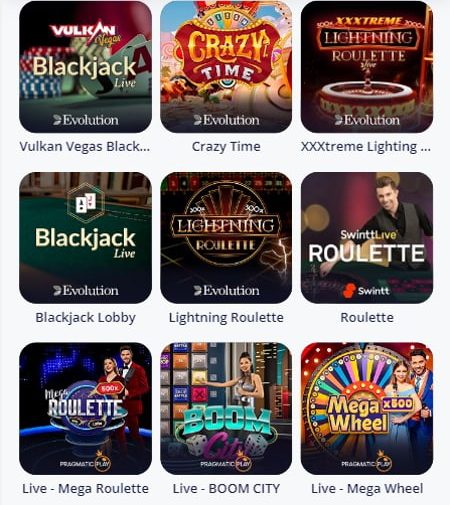 VULKAN
Vegas
Blackjack
Live
Evolution
Vulkan Vegas Black...
CRAZY
TIME
Evolution
Crazy Time
XXXTREME
LIGHTNING
ROULETTE
Live
Evolution
XXXtreme Lighting ...
Blackjack
Live
Evolution
Blackjack Lobby
300x 300x
LIGHTNING
ROULETTE
Evolution
Lightning Roulette
SwinttLive
ROULETTE
Swintt
Roulette
Mega
500x
ROULETTE
PRAGMATIC PLAY
Live - Mega Roulette
BOOM
City
PRAGMATIC PLAY
Live - BOOM CITY
Mega x500
Wheel
PRAGMATIC PLAY
Live - Mega Wheel